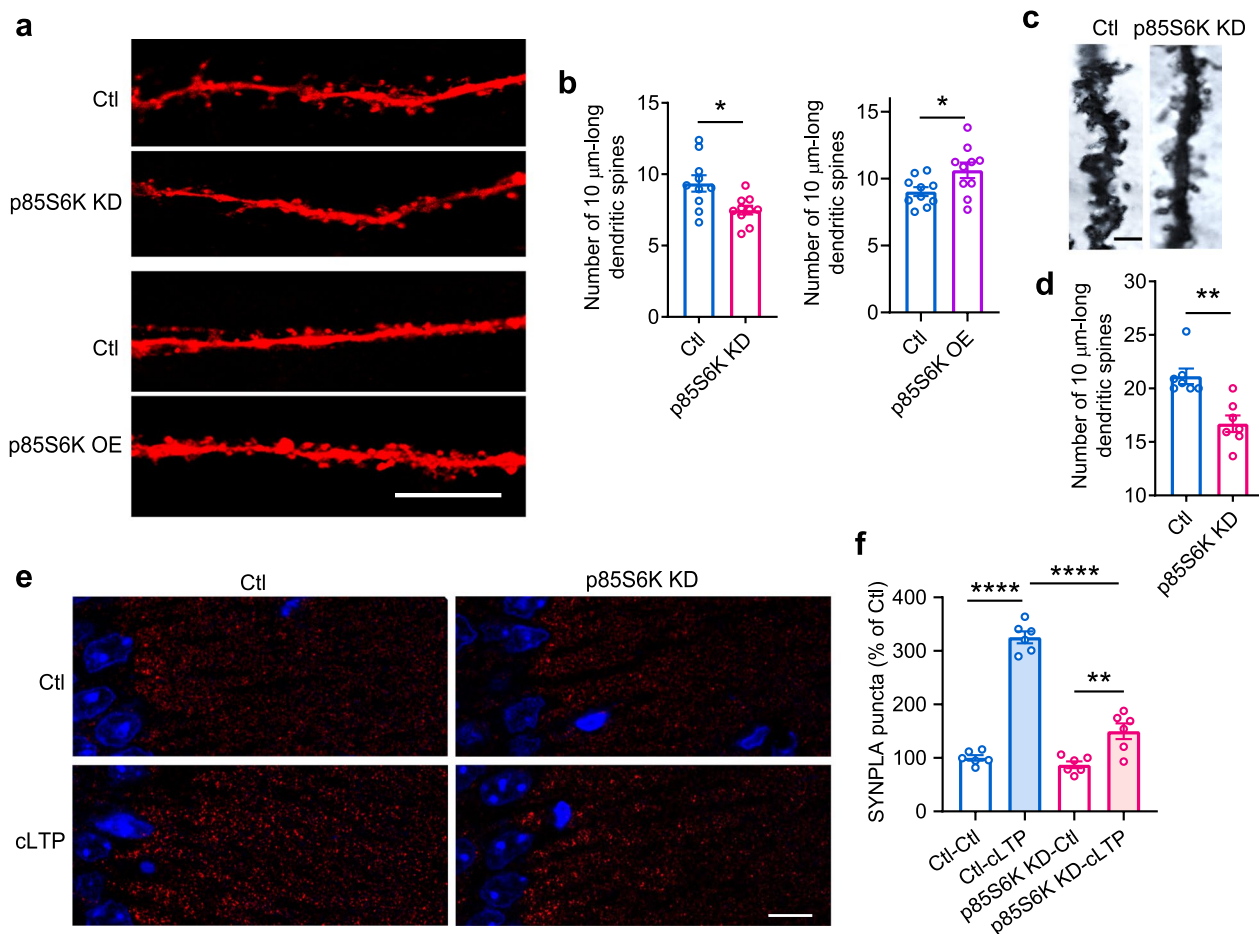 a
Ctl
p85S6K KD
Ctl
p85S6K OE
b
Number of 10 μm-long
dendritic spines
15
10
5
0
*
Ctl
p85S6K KD
Number of 10 μm-long
dendritic spines
15
10
5
0
*
Ctl
p85S6K OE
c
Ctl p85S6K KD
d
Number of 10 μm-long
dendritic spines
30
25
20
15
10
**
Ctl
p85S6K KD
e
Ctl p85S6K KD
Ctl
cLTP
f
SYNPLA puncta (% of Ctl)
400
300
200
100
0
**** ****
**
Ctl-Ctl
Ctl-cLTP
p85S6K KD-Ctl
p85S6K KD-cLTP